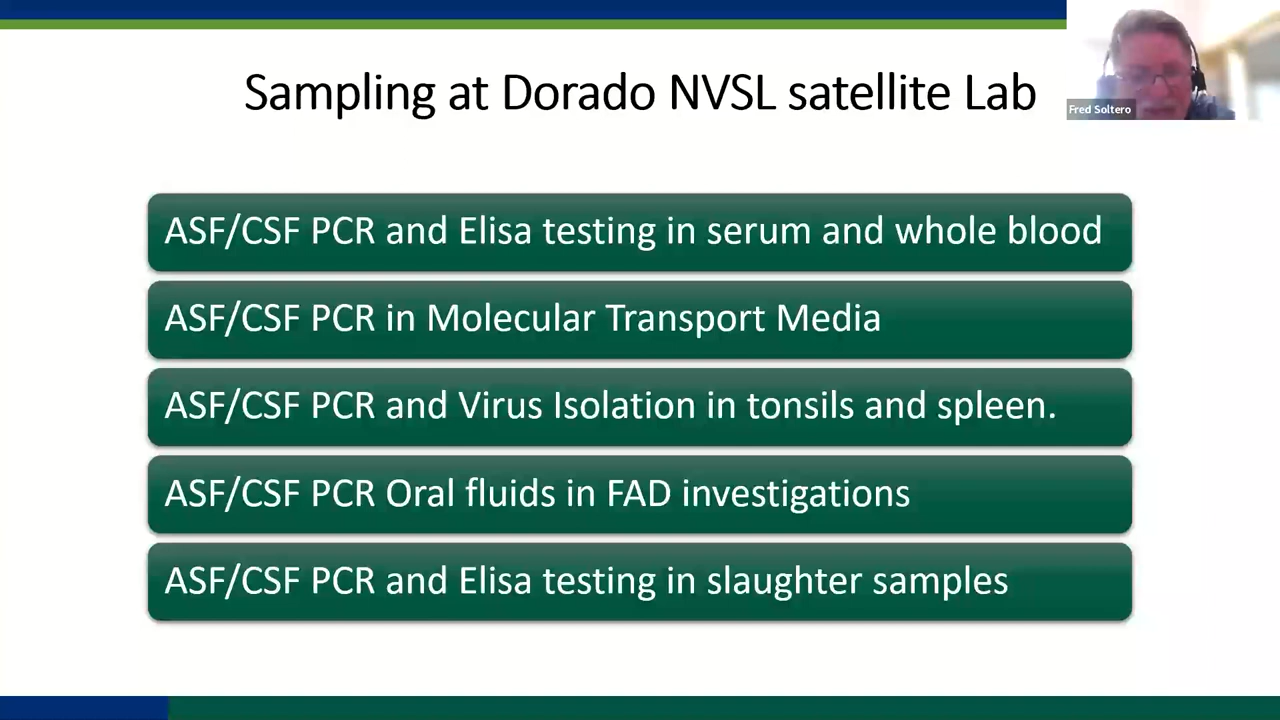 Sampling at Dorado NVSL satellite Lab
Fred Soltero
ASF/CSF PCR and Elisa testing in serum and whole blood
ASF/CSF PCR in Molecular Transport Media
ASF/CSF PCR and Virus Isolation in tonsils and spleen.
ASF/CSF PCR Oral fluids in FAD investigations
ASF/CSF PCR and Elisa testing in slaughter samples